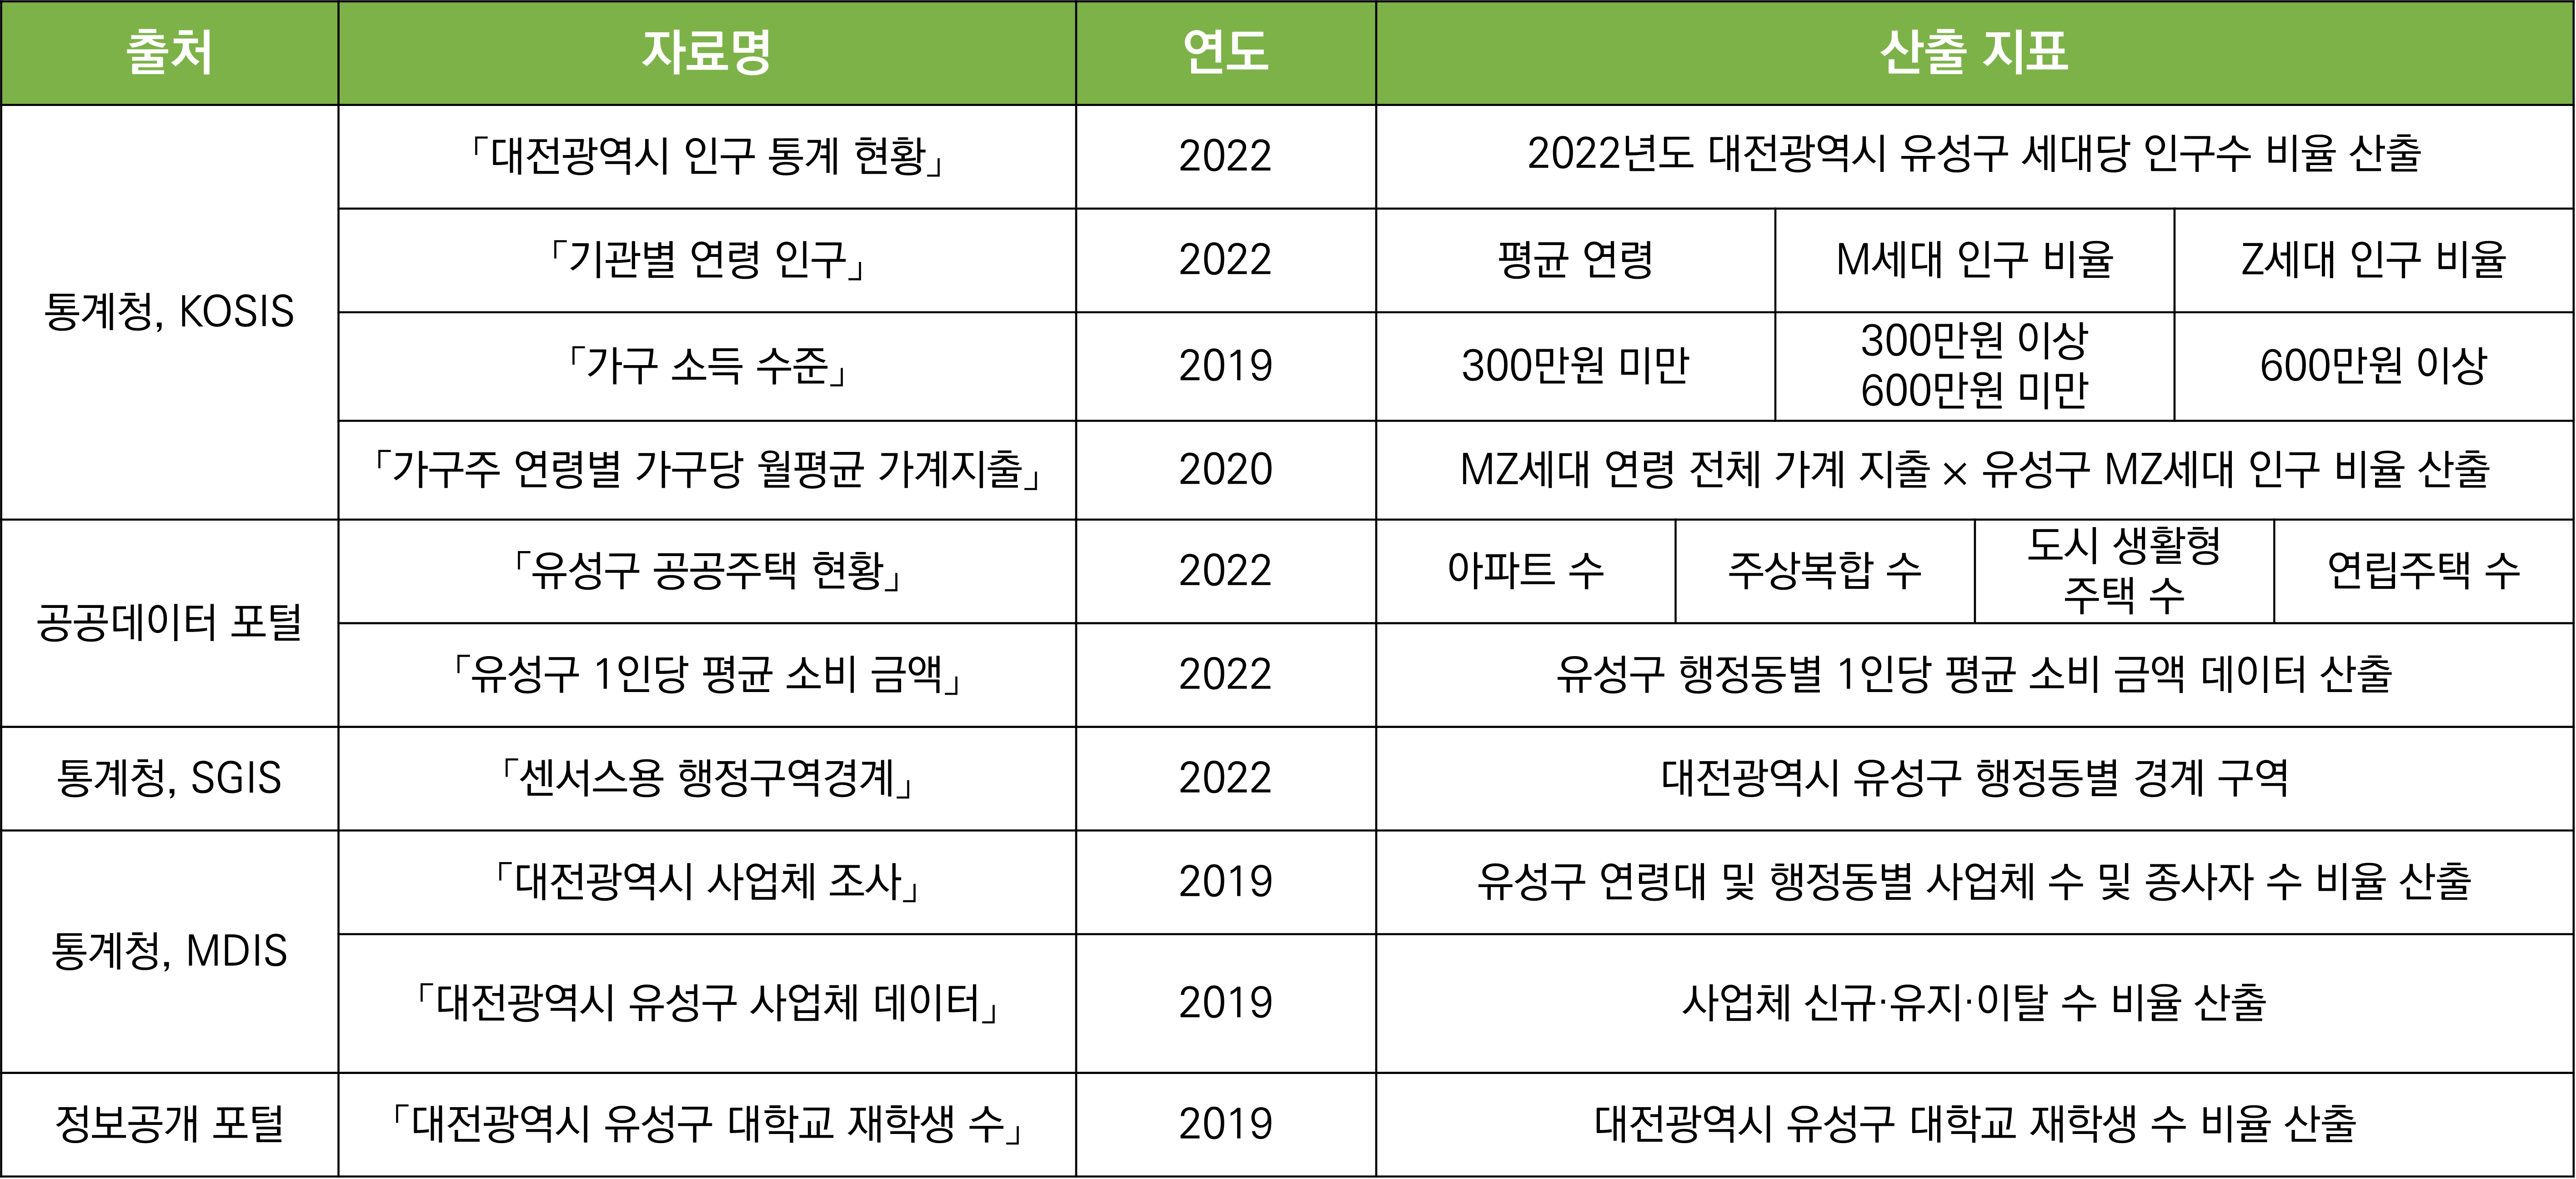 출처 자료명 연도 산출 지표
통계청, KOSIS
「대전광역시 인구 통계 현황」 2022 2022년도 대전광역시 유성구 세대당 인구수 비율 산출
「기관별 연령 인구」 2022 평균 연령 M세대 인구 비율 Z세대 인구 비율
「가구 소득 수준」 2019 300만원 미만 300만원 이상
600만원 미만 600만원 이상
「가구주 연령별 가구당 월평균 가계지출」 2020 MZ세대 연령 전체 가계 지출 × 유성구 MZ세대 인구 비율 산출
공공데이터 포털
「유성구 공공주택 현황」 2022 아파트 수 주상복합 수 도시 생활형
주택 수 연립주택 수
「유성구 1인당 평균 소비 금액」 2022 유성구 행정동별 1인당 평균 소비 금액 데이터 산출
통계청, SGIS 「센서스용 행정구역경계」 2022 대전광역시 유성구 행정동별 경계 구역
통계청, MDIS
「대전광역시 사업체 조사」 2019 유성구 연령대 및 행정동별 사업체 수 및 종사자 수 비율 산출
「대전광역시 유성구 사업체 데이터」 2019 사업체 신규·유지·이탈 수 비율 산출
정보공개 포털 「대전광역시 유성구 대학교 재학생 수」 2019 대전광역시 유성구 대학교 재학생 수 비율 산출